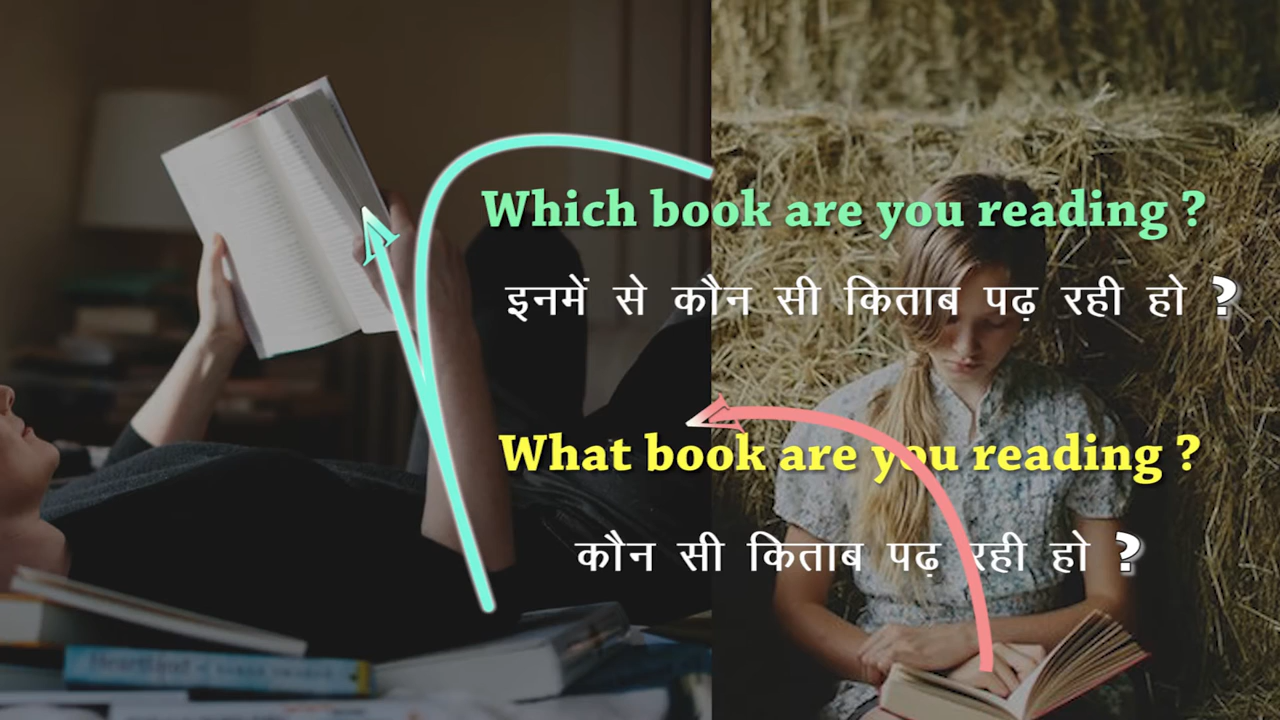 Which book are you reading ?
इनमें से कौन सी किताब पढ़ रही हो ?
What book are you reading ?
कौन सी किताब पढ़ रही हो ?